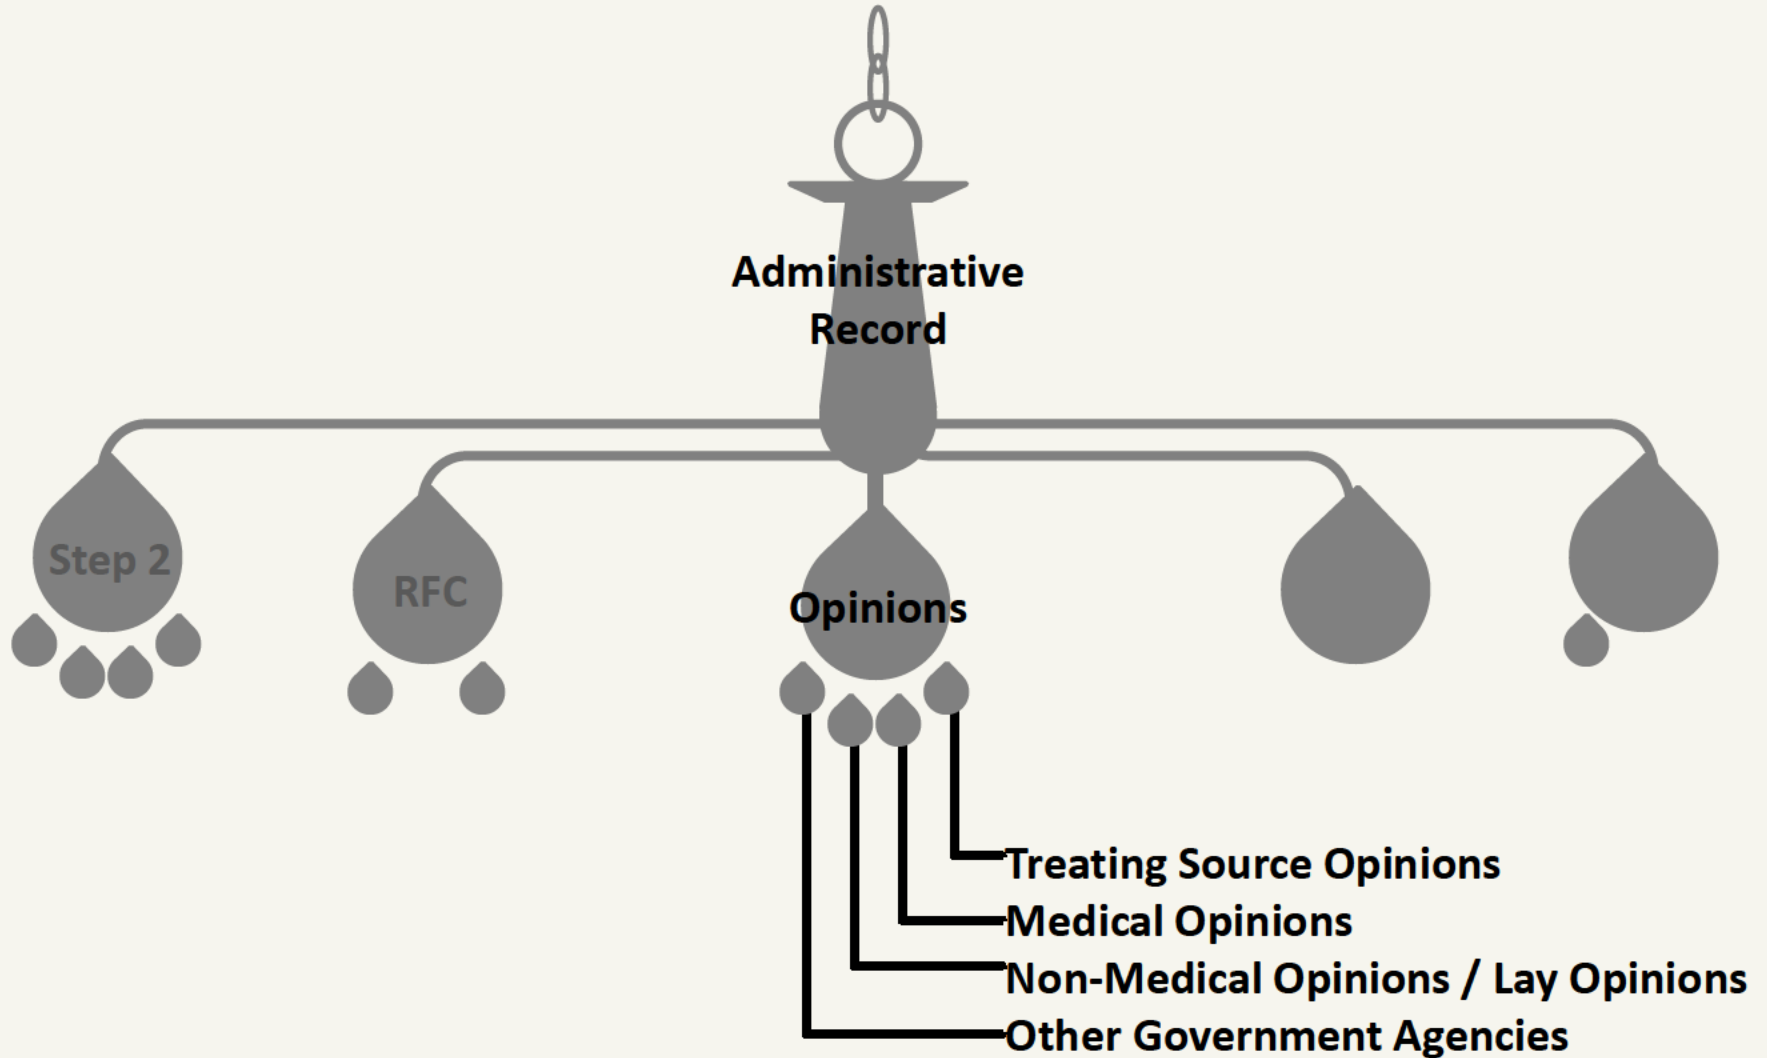 Administrative
Record
Step 2
RFC
Opinions
Treating Source Opinions
Medical Opinions
Non-Medical Opinions / Lay Opinions
Other Government Agencies